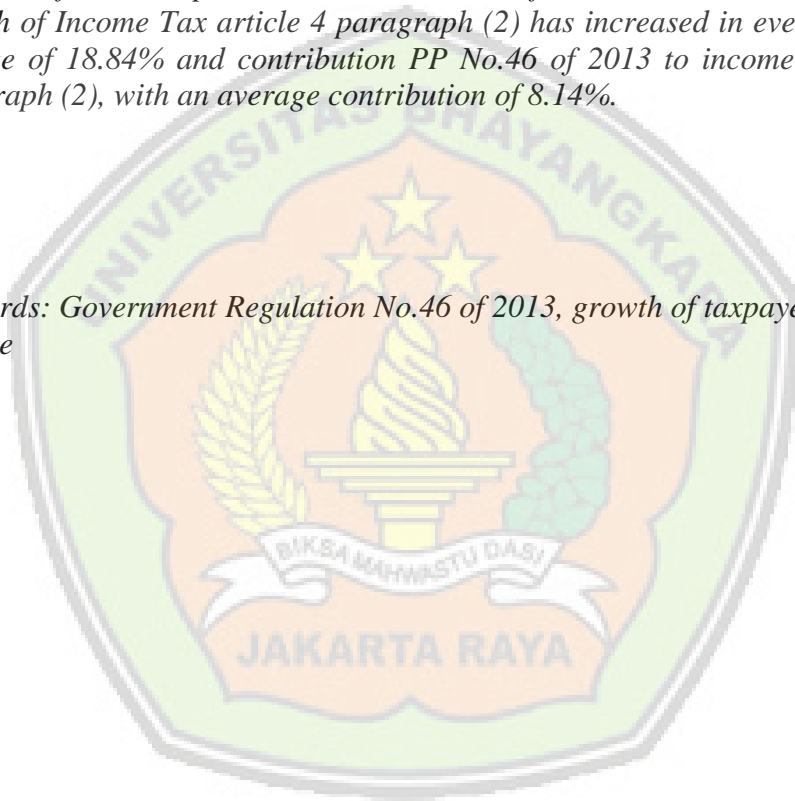 h of Income Tax article 4 paragraph (2) has increased in eve
e of 18.84% and contribution PP No.46 of 2013 to income
raph (2), with an average contribution of 8.14%.
UNIVERSITAS BHAYANGKARA
rds: Government Regulation No.46 of 2013, growth of taxpaye
e
BIKSA MAHWASTU DASI
JAKARTA RAYA